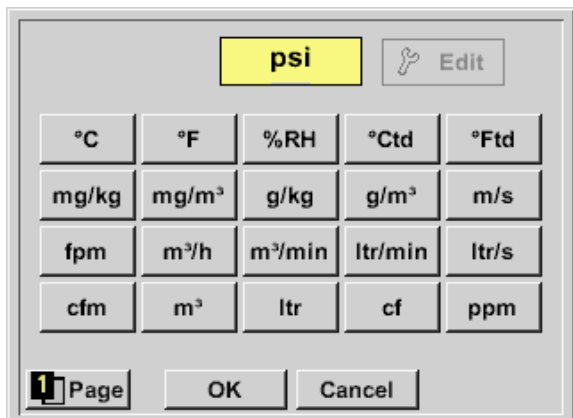 psi Edit
°C °F %RH °Ctd °Ftd
mg/kg mg/m³ g/kg g/m³ m/s
fpm m³/h m³/min ltr/min ltr/s
cfm m³ ltr cf ppm
1 Page OK Cancel